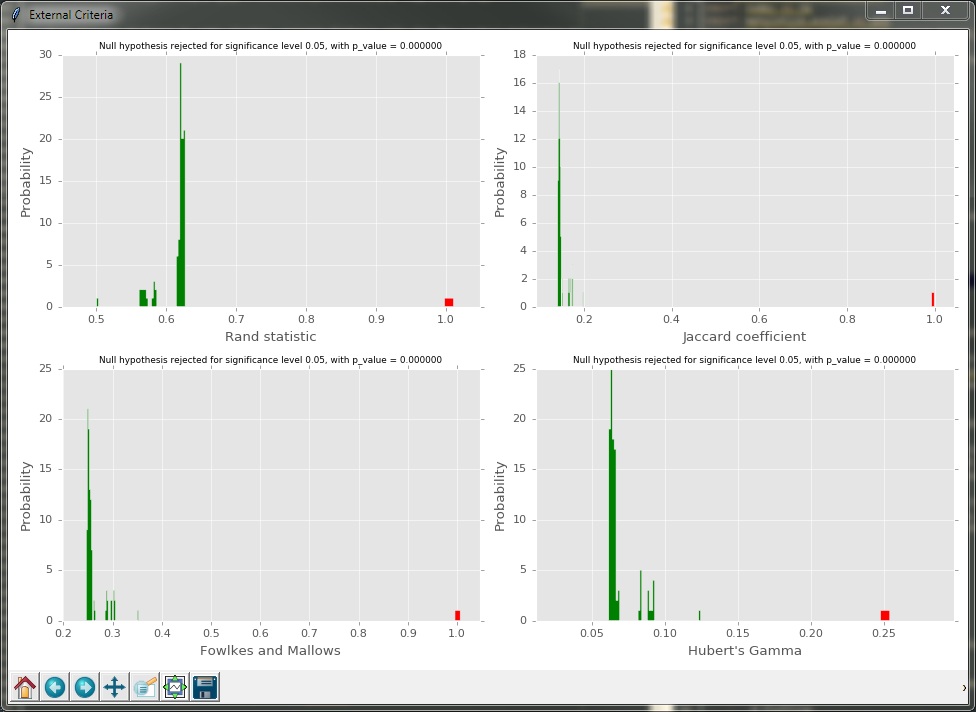 External Criteria
Null hypothesis rejected for significance level 0.05, with p_value = 0.000000
30
25
20
15
10
5
0
Probability
0.5 0.6 0.7 0.8 0.9 1.0
Rand statistic
Null hypothesis rejected for significance level 0.05, with p_value = 0.000000
18
16
14
12
10
8
6
4
2
0
Probability
0.2 0.4 0.6 0.8 1.0
Jaccard coefficient
Null hypothesis rejected for significance level 0.05, with p_value = 0.000000
25
20
15
10
5
0
Probability
0.2 0.3 0.4 0.5 0.6 0.7 0.8 0.9 1.0
Fowlkes and Mallows
Null hypothesis rejected for significance level 0.05, with p_value = 0.000000
25
20
15
10
5
0
Probability
0.05 0.10 0.15 0.20 0.25
Hubert's Gamma